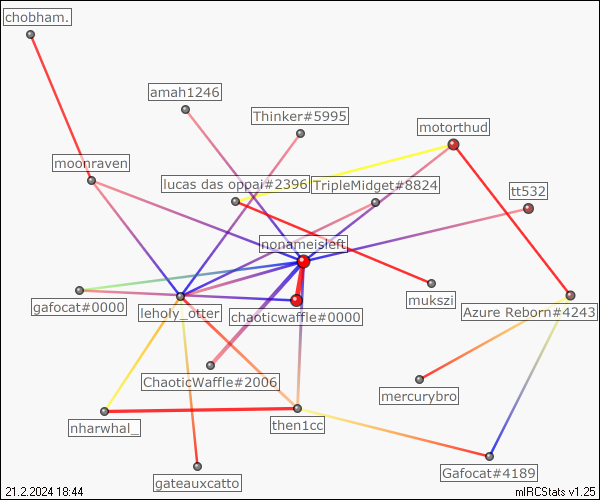 chobham.
amah1246
Thinker#5995
motorthud
moonraven
lucas das oppai#2396
TripleMidget#8824
tt532
nonameisleft
gafocat#0000
leholy_otter
chaoticwaffle#0000
mukszi
Azure Reborn#4243
ChaoticWaffle#2006
mercurybro
nharwhal_
then1cc
gateauxcatto
Gafocat#4189
21.2.2024 18:44
mIRCStats v1.25